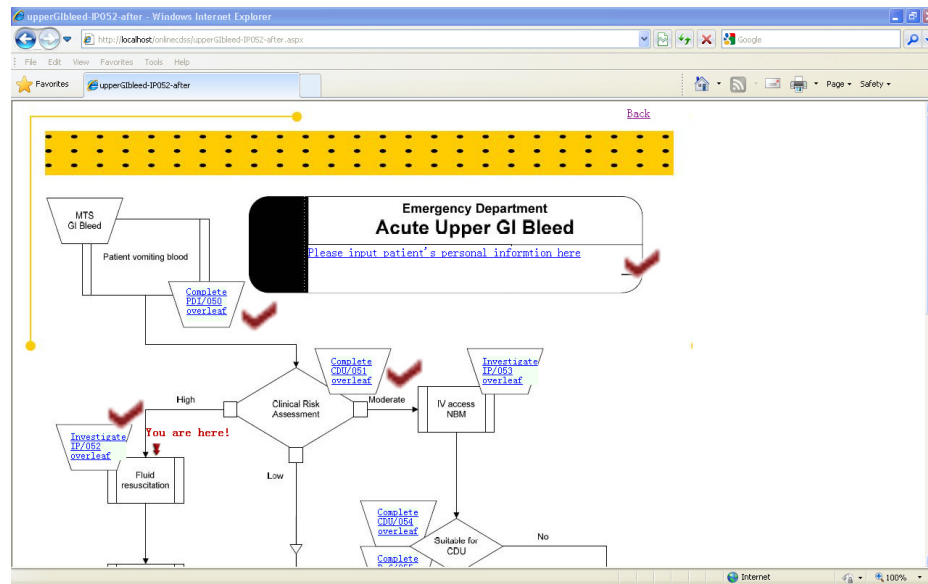 upperGIbleed-IP052-after - Windows Internet Explorer
http://localhost/onlinecdss/upperGIbleed-IP052-after.aspx
Google
File Edit View Favorites Tools Help
Favorites
upperGIbleed-IP052-after
Page
Safety
Back
MTS
GI Bleed
Patient vomiting blood
Complete
PDI/050
overleaf
Emergency Department
Acute Upper GI Bleed
Please input patient's personal informtion here
Complete
CDU/051
overleaf
Investigate
IP/053
overleaf
High
Clinical Risk
Assessment
Moderate
IV access
NBM
Investigate
IP/052
overleaf
You are here!
Fluid
resuscitation
Low
Complete
CDU/054
overleaf
Suitable for
CDU
No
Complete
Internet
100%